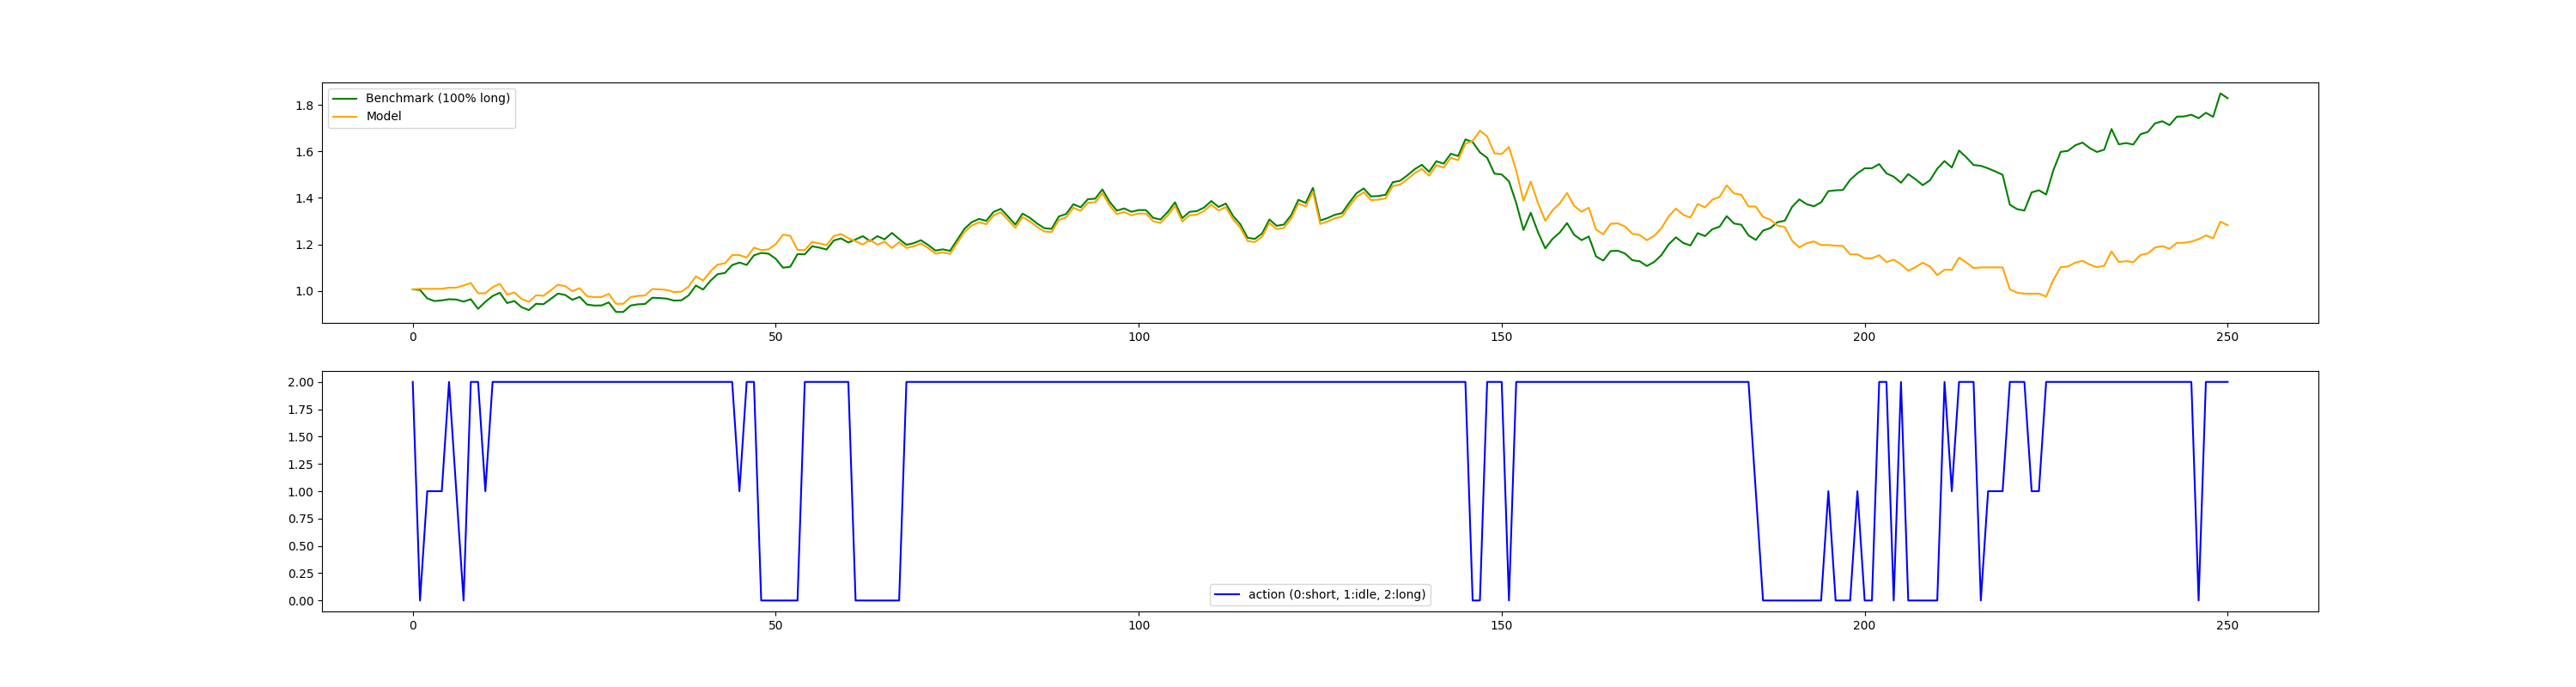 Benchmark (100% long)
Model
1.8
1.6
1.4
1.2
1.0
0 50 100 150 200 250
2.00
1.75
1.50
1.25
1.00
0.75
0.50
0.25
0.00
action (0:short, 1:idle, 2:long)
0 50 100 150 200 250